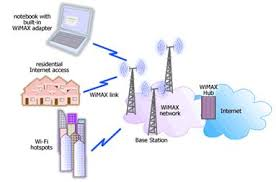 notebook with
built-in
WiMAX adapter
residential
Internet access
WiMAX link
Wi-Fi
hotspots
WiMAX
network
Base Station
WiMAX
Hub
Internet